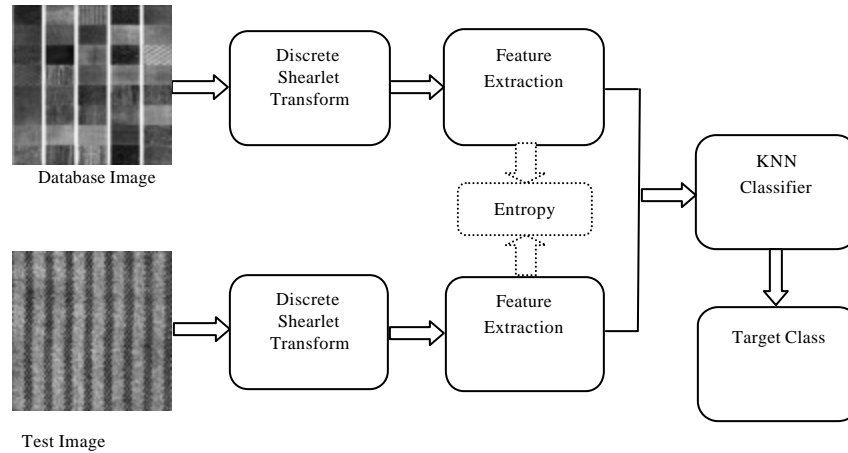 Discrete
Shearlet
Transform
Feature
Extraction
Database Image
KNN
Classifier
Entropy
Discrete
Shearlet
Transform
Feature
Extraction
Target Class
Test Image